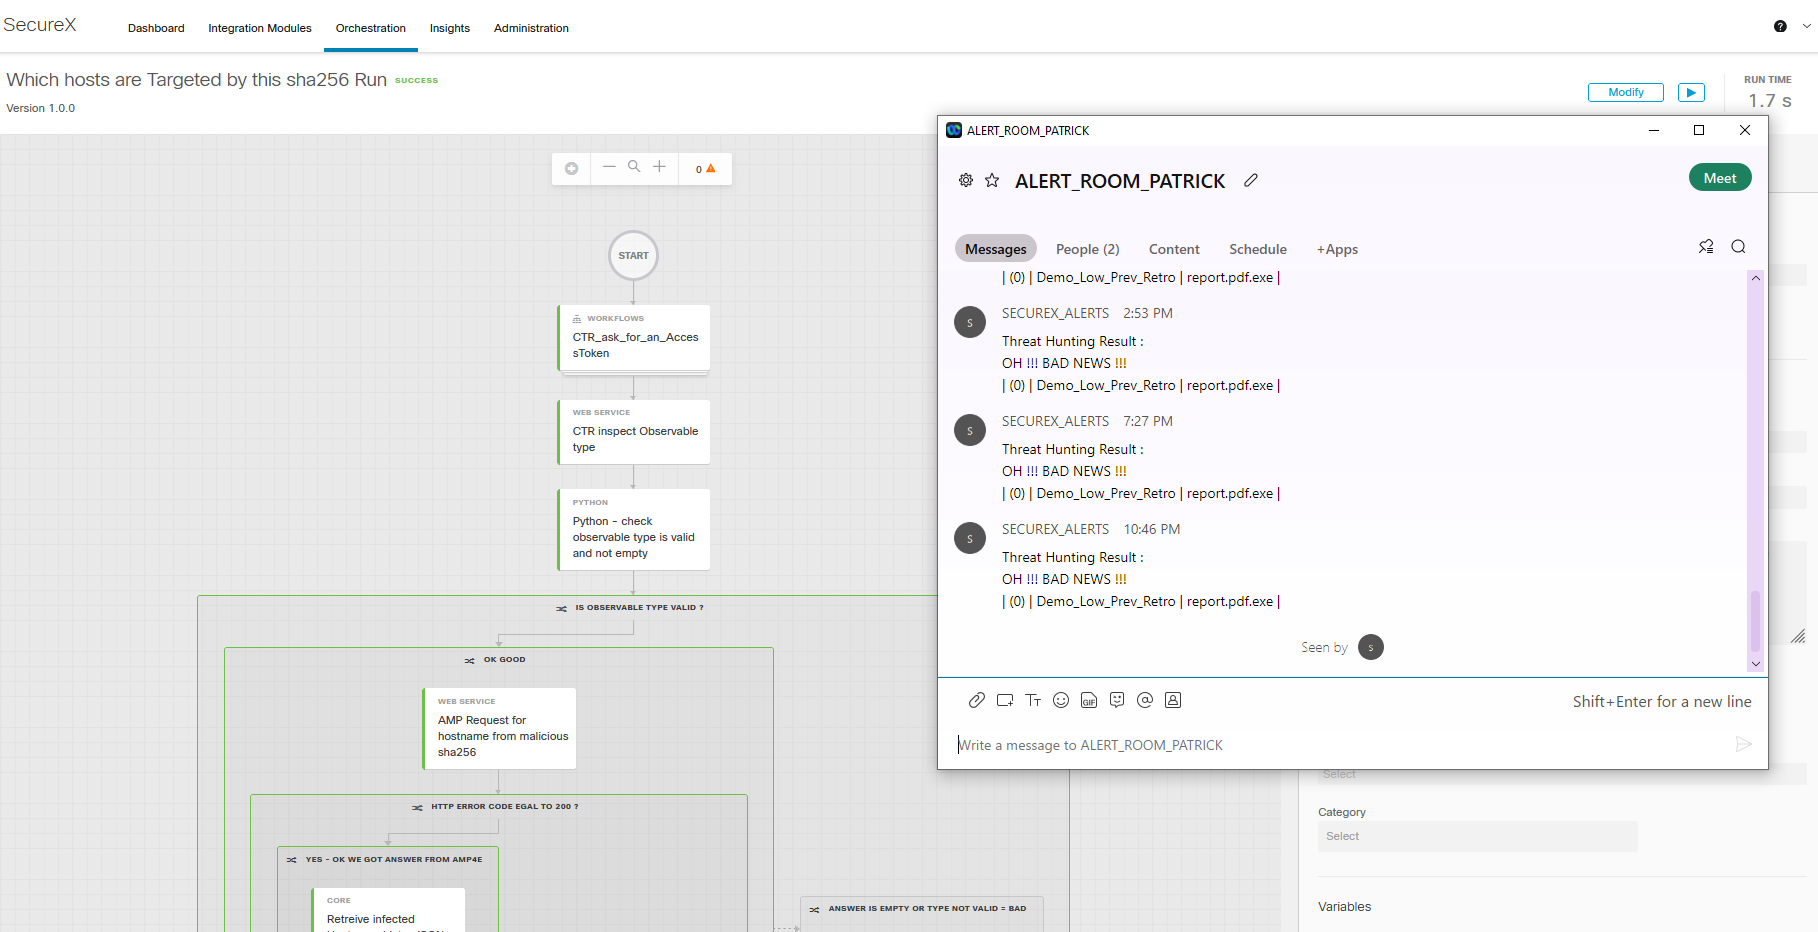 SecureX
Dashboard
Integration Modules
Orchestration
Insights
Administration
?
Which hosts are Targeted by this sha256 Run
SUCCESS
Version 1.0.0
Modify
RUN TIME
1.7 s
0
START
WORKFLOWS
CTR_ask_for_an_Acces
sToken
WEB SERVICE
CTR inspect Observable
type
PYTHON
Python - check
observable type is valid
and not empty
IS OBSERVABLE TYPE VALID ?
OK GOOD
WEB SERVICE
AMP Request for
hostname from malicious
sha256
HTTP ERROR CODE EGAL TO 200 ?
YES - OK WE GOT ANSWER FROM AMP4E
CORE
Retreive infected
ANSWER IS EMPTY OR TYPE NOT VALID = BAD
ALERT_ROOM_PATRICK
ALERT_ROOM_PATRICK
Meet
Messages
People (2)
Content
Schedule
+Apps
| (0) | Demo_Low_Prev_Retro | report.pdf.exe |
S
SECUREX_ALERTS 2:53 PM
Threat Hunting Result :
OH !!! BAD NEWS !!!
| (0) | Demo_Low_Prev_Retro | report.pdf.exe |
S
SECUREX_ALERTS 7:27 PM
Threat Hunting Result :
OH !!! BAD NEWS !!!
| (0) | Demo_Low_Prev_Retro | report.pdf.exe |
S
SECUREX_ALERTS 10:46 PM
Threat Hunting Result :
OH !!! BAD NEWS !!!
| (0) | Demo_Low_Prev_Retro | report.pdf.exe |
Seen by
S
GIF
Shift+Enter for a new line
Write a message to ALERT_ROOM_PATRICK
Select
Category
Select
Variables